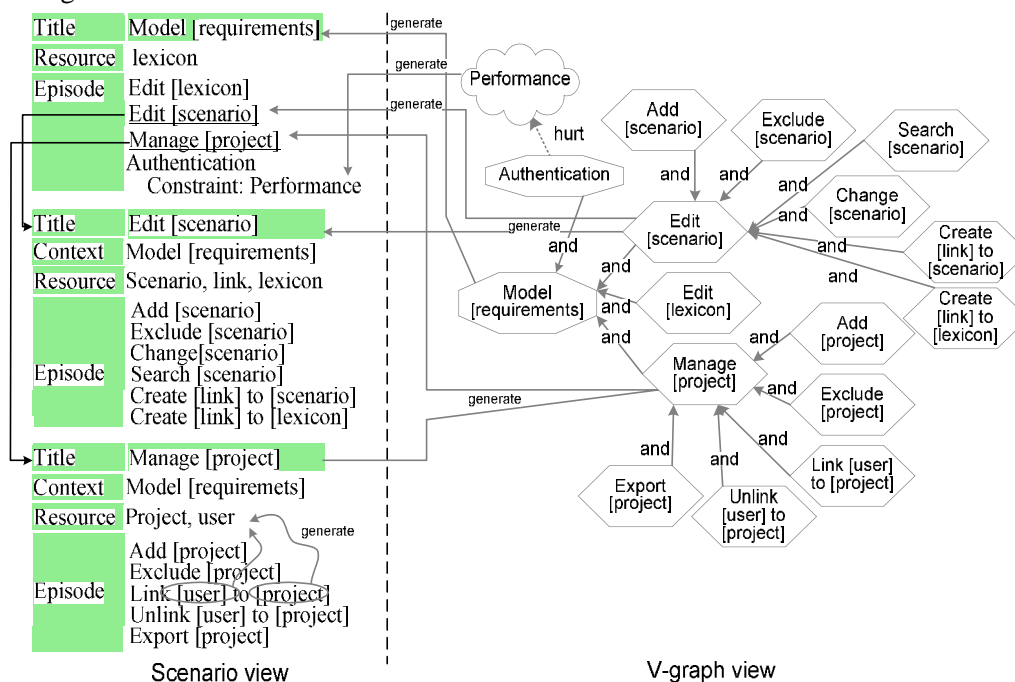 Title Model [requirements]
Resource lexicon
Episode Edit [lexicon]
Edit [scenario]
Manage [project]
Authentication
Constraint: Performance
Title Edit [scenario]
Context Model [requirements]
Resource Scenario, link, lexicon
Add [scenario]
Exclude [scenario]
Change[scenario]
Episode Search [scenario]
Create [link] to [scenario]
Create [link] to [lexicon]
Title Manage [project]
Context Model [requiremets]
Resource Project, user
generate
Add [project]
Exclude [project]
Episode Link [user] to [project]
Unlink [user] to [project]
Export [project]
Scenario view
generate
generate
generate
generate
generate
Performance
hurt
Authentication
and
Add
[scenario]
and
Exclude
[scenario]
and
Search
[scenario]
and
Change
[scenario]
and
Create
[link] to
[scenario]
and
Create
[link] to
[lexicon]
and
Edit
[scenario]
and
Model
[requirements]
and
Edit
[lexicon]
and
Manage
[project]
and
Add
[project]
and
Exclude
[project]
and
Link [user]
to [project]
and
Unlink
[user] to
[project]
and
Export
[project]
V-graph view